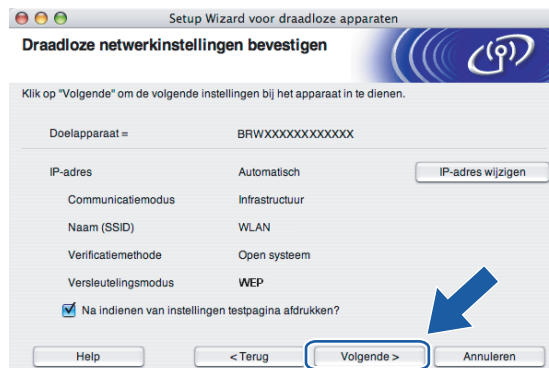 Setup Wizard voor draadloze apparaten
Draadloze netwerkinstellingen bevestigen
Klik op "Volgende" om de volgende instellingen bij het apparaat in te dienen.
Doelapparaat = BRWXXXXXXXXXXXX
IP-adres Automatisch IP-adres wijzigen
Communicatiemodus Infrastructuur
Naam (SSID) WLAN
Verificatiemethode Open systeem
Versleutelingsmodus WEP
Na indienen van instellingen testpagina afdrukken?
Help < Terug Volgende > Annuleren